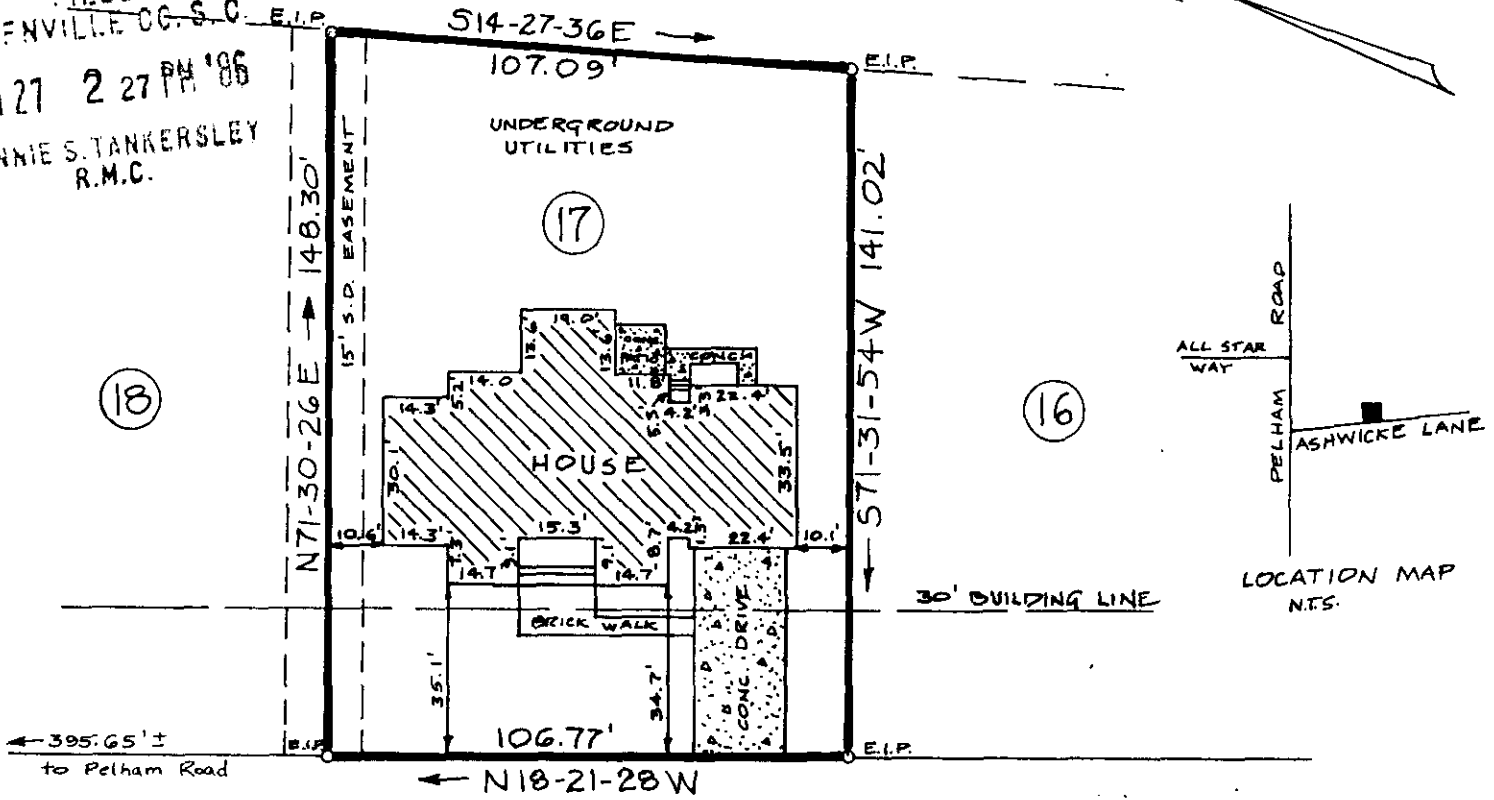 ENVILLE CO. S. C.
27 2 27 PM '86
NNIE S. TANKERSLEY
R.M.C.
E.I.P.
S14-27-36E
107.09'
E.I.P.
UNDERGROUND
UTILITIES
N71-30-26E 148.30'
15' S.D. EASEMENT
17
S71-31-54W 141.02'
18
16
19.0'
13.6'
13.6'
CONC
14.0
11.8'
14.3'
5.2
5.5
4.2'
22.4'
HOUSE
30.1
33.5'
10.6'
14.3'
15.3'
8.7'
4.2'
22.4'
10.1'
9.1'
9.1'
14.7
14.7'
30' BUILDING LINE
BRICK WALK
CONC. DRIVE
35.1'
34.7'
395.65'±
to Pelham Road
E.I.P.
106.77'
E.I.P.
N18-21-28W
PELHAM ROAD
ALL STAR
WAY
ASHWICKE LANE
LOCATION MAP
N.T.S.